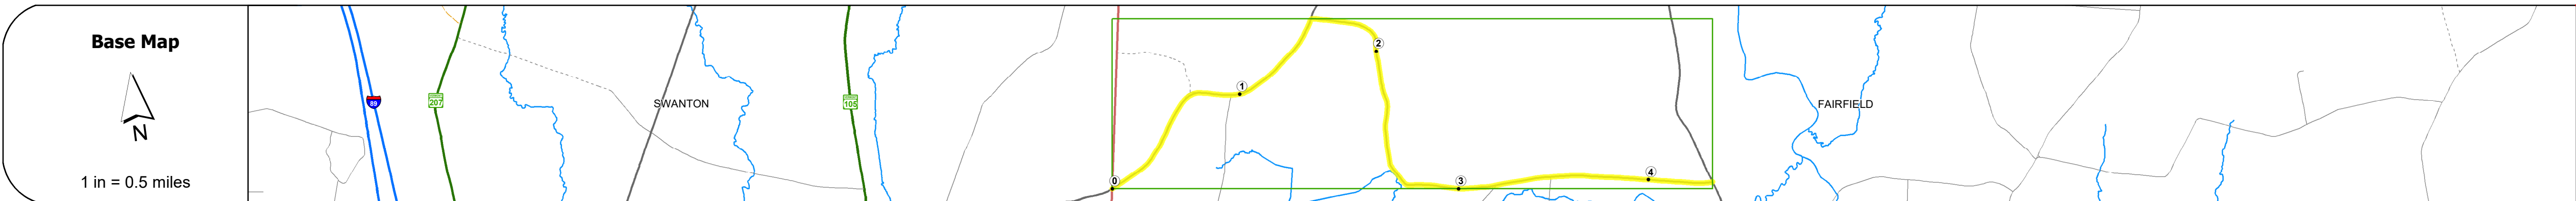 Base Map
N
1 in = 0.5 miles
89
207
SWANTON
105
0
1
2
3
4
FAIRFIELD